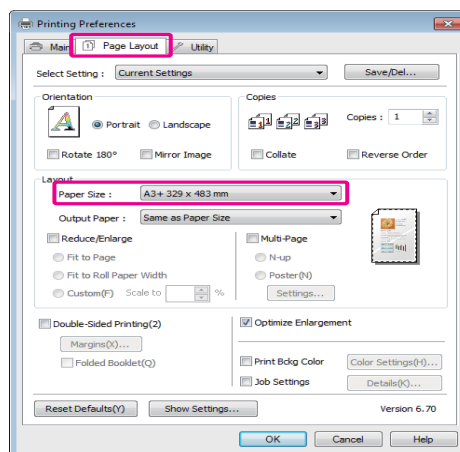 Printing Preferences
Main Page Layout Utility
Select Setting : Current Settings Save/Del...
Orientation Copies
Portrait Landscape Copies : 1
Rotate 180° Mirror Image Collate Reverse Order
Layout
Paper Size : A3+ 329 x 483 mm
Output Paper : Same as Paper Size
Reduce/Enlarge Multi-Page
Fit to Page N-up
Fit to Roll Paper Width Poster(N)
Custom(F) Scale to % Settings...
Double-Sided Printing(2) Optimize Enlargement
Margins(X)...
Folded Booklet(Q) Print Bckg Color Color Settings(H)...
Job Settings Details(K)...
Reset Defaults(Y) Show Settings... Version 6.70
OK Cancel Help